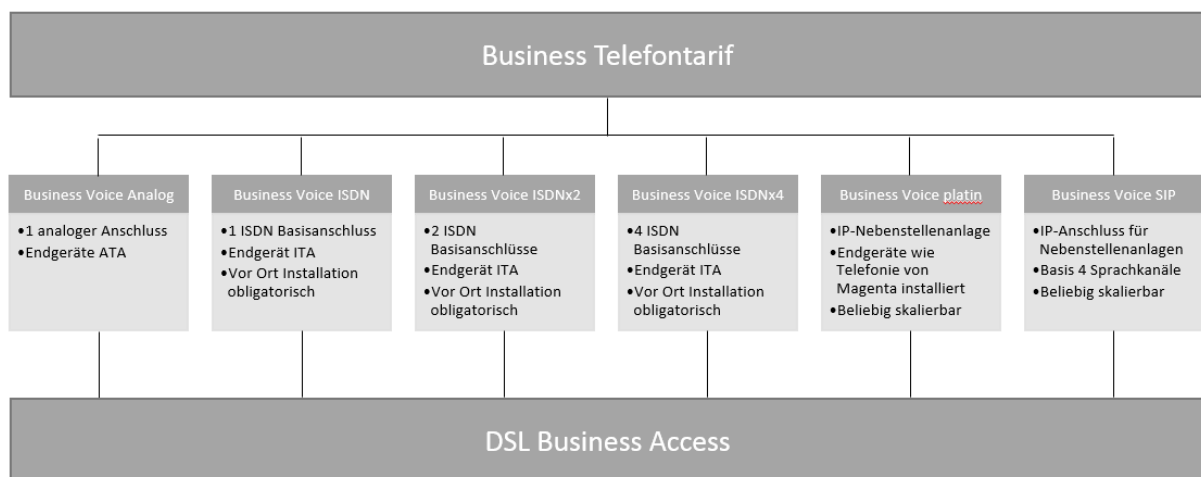 Business Telefontarif
Business Voice Analog
•1 analoger Anschluss
•Endgeräte ATA
Business Voice ISDN
•1 ISDN Basisanschluss
•Endgerät ITA
•Vor Ort Installation
obligatorisch
Business Voice ISDNx2
•2 ISDN
Basisanschlüsse
•Endgerät ITA
•Vor Ort Installation
obligatorisch
Business Voice ISDNx4
•4 ISDN
Basisanschlüsse
•Endgerät ITA
•Vor Ort Installation
obligatorisch
Business Voice platin
•IP-Nebenstellenanlage
•Endgeräte wie
Telefonie von
Magenta installiert
•Beliebig skalierbar
Business Voice SIP
•IP-Anschluss für
Nebenstellenanlagen
•Basis 4 Sprachkanäle
•Beliebig skalierbar
DSL Business Access